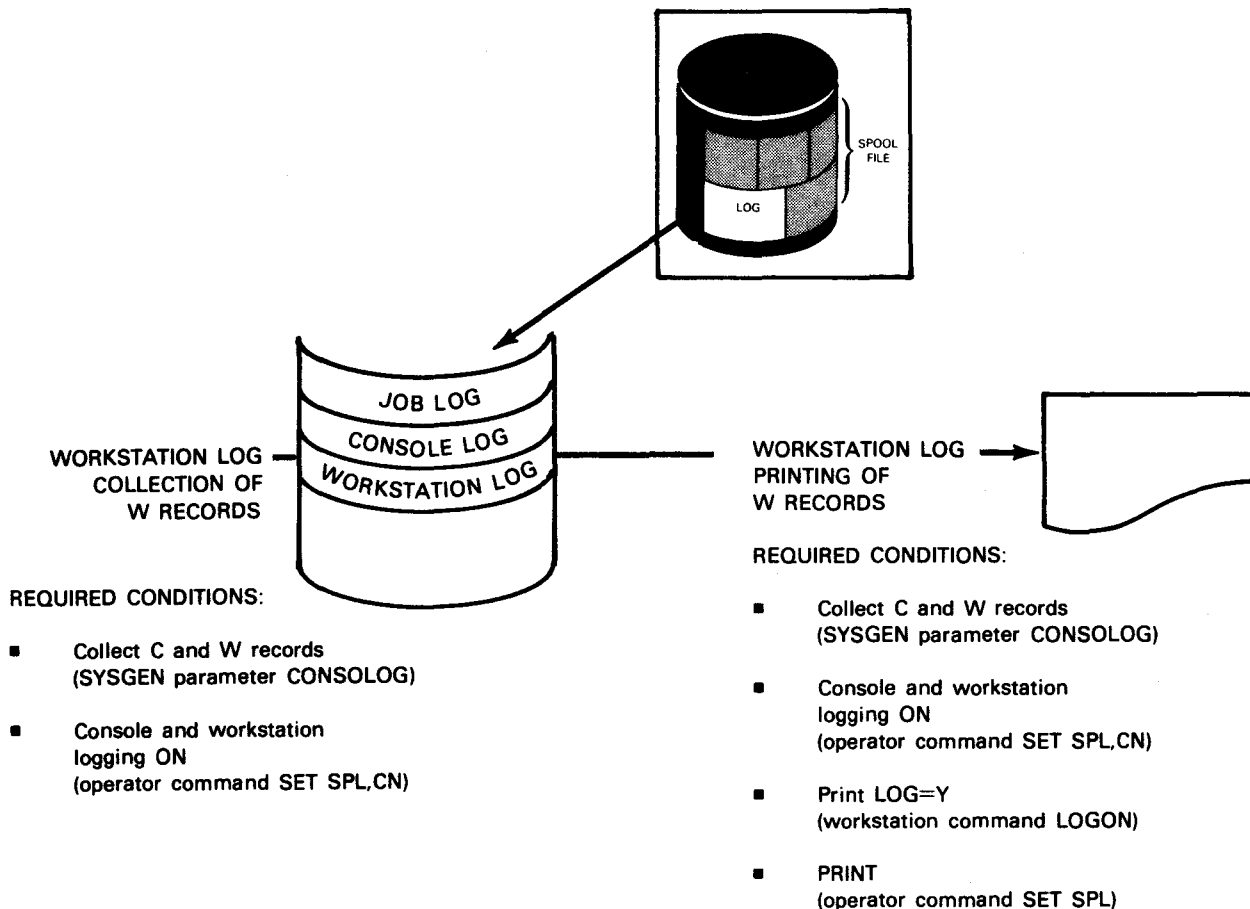 SPOOL
FILE
LOG
JOB LOG
CONSOLE LOG
WORKSTATION LOG
WORKSTATION LOG
COLLECTION OF
W RECORDS
REQUIRED CONDITIONS:
■ Collect C and W records
(SYSGEN parameter CONSOLOG)
■ Console and workstation
logging ON
(operator command SET SPL,CN)
WORKSTATION LOG
PRINTING OF
W RECORDS
REQUIRED CONDITIONS:
■ Collect C and W records
(SYSGEN parameter CONSOLOG)
■ Console and workstation
logging ON
(operator command SET SPL,CN)
■ Print LOG=Y
(workstation command LOGON)
■ PRINT
(operator command SET SPL)